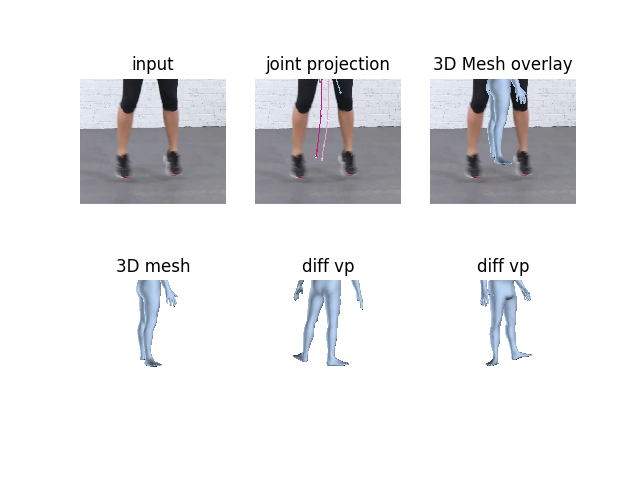 input
joint projection
3D Mesh overlay
3D mesh
diff vp
diff vp